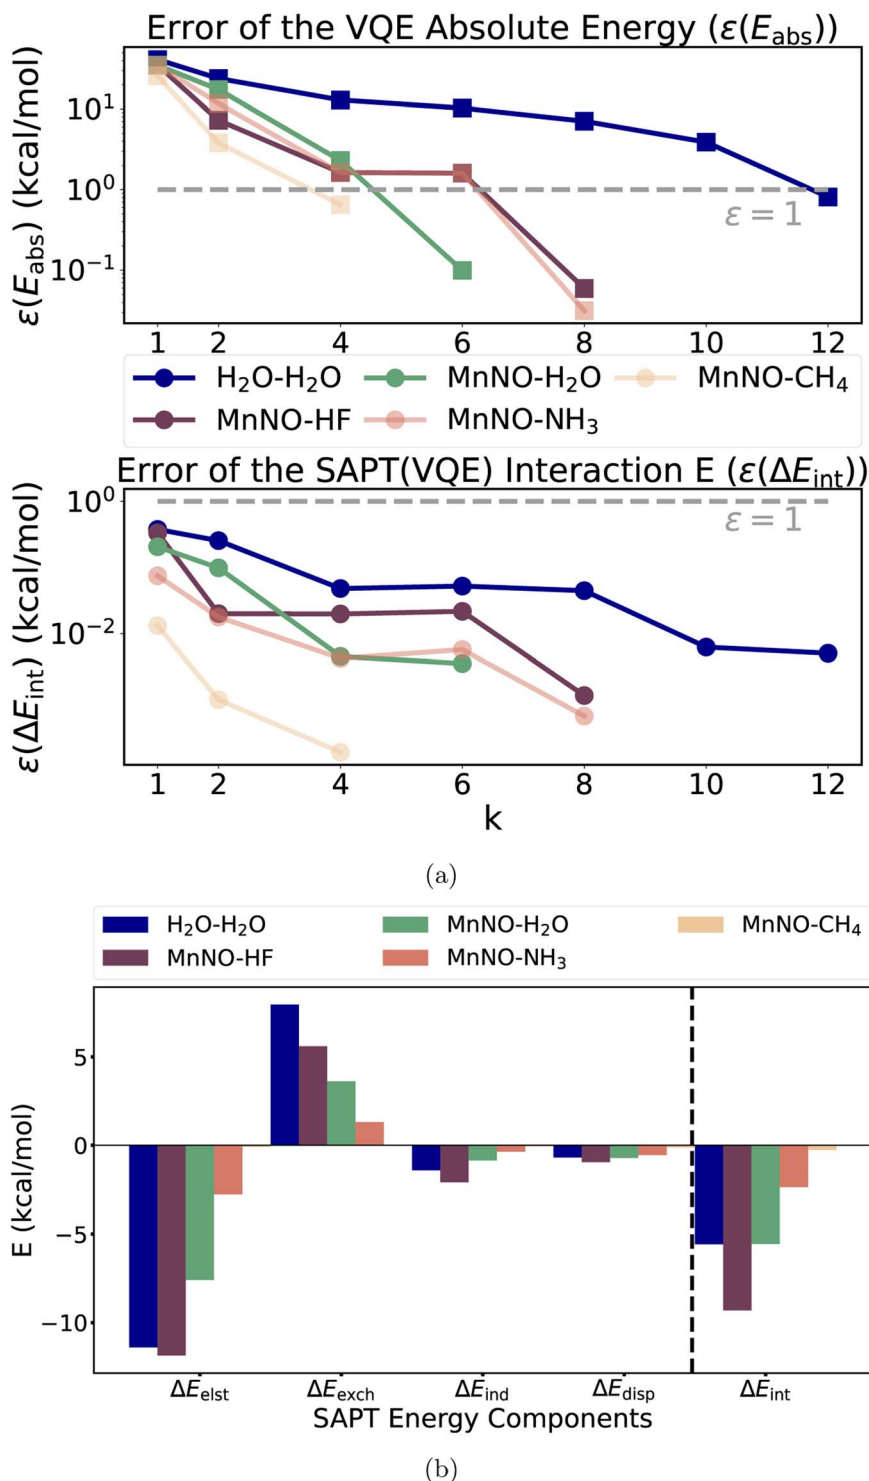 Error of the VQE Absolute Energy (ε(E_abs))
ε(E_abs) (kcal/mol)
10¹
10⁰
10⁻¹
ε = 1
1 2 4 6 8 10 12
H₂O-H₂O MnNO-H₂O MnNO-CH₄
MnNO-HF MnNO-NH₃
Error of the SAPT(VQE) Interaction E (ε(ΔE_int))
ε(ΔE_int) (kcal/mol)
10⁰
10⁻²
ε = 1
1 2 4 6 8 10 12
k
(a)
H₂O-H₂O MnNO-H₂O MnNO-CH₄
MnNO-HF MnNO-NH₃
E (kcal/mol)
5
0
−5
−10
ΔE_elst ΔE_exch ΔE_ind ΔE_disp ΔE_int
SAPT Energy Components
(b)